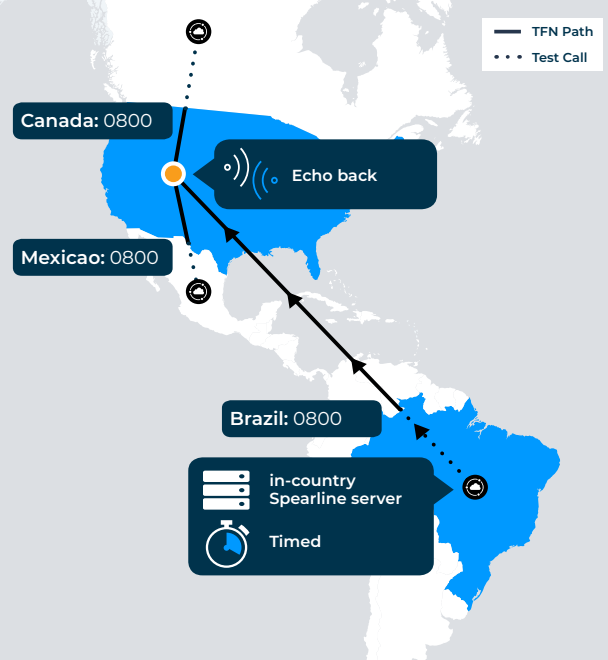 TFN Path
Test Call
Canada: 0800
Echo back
Mexicao: 0800
Brazil: 0800
in-country
Spearline server
Timed